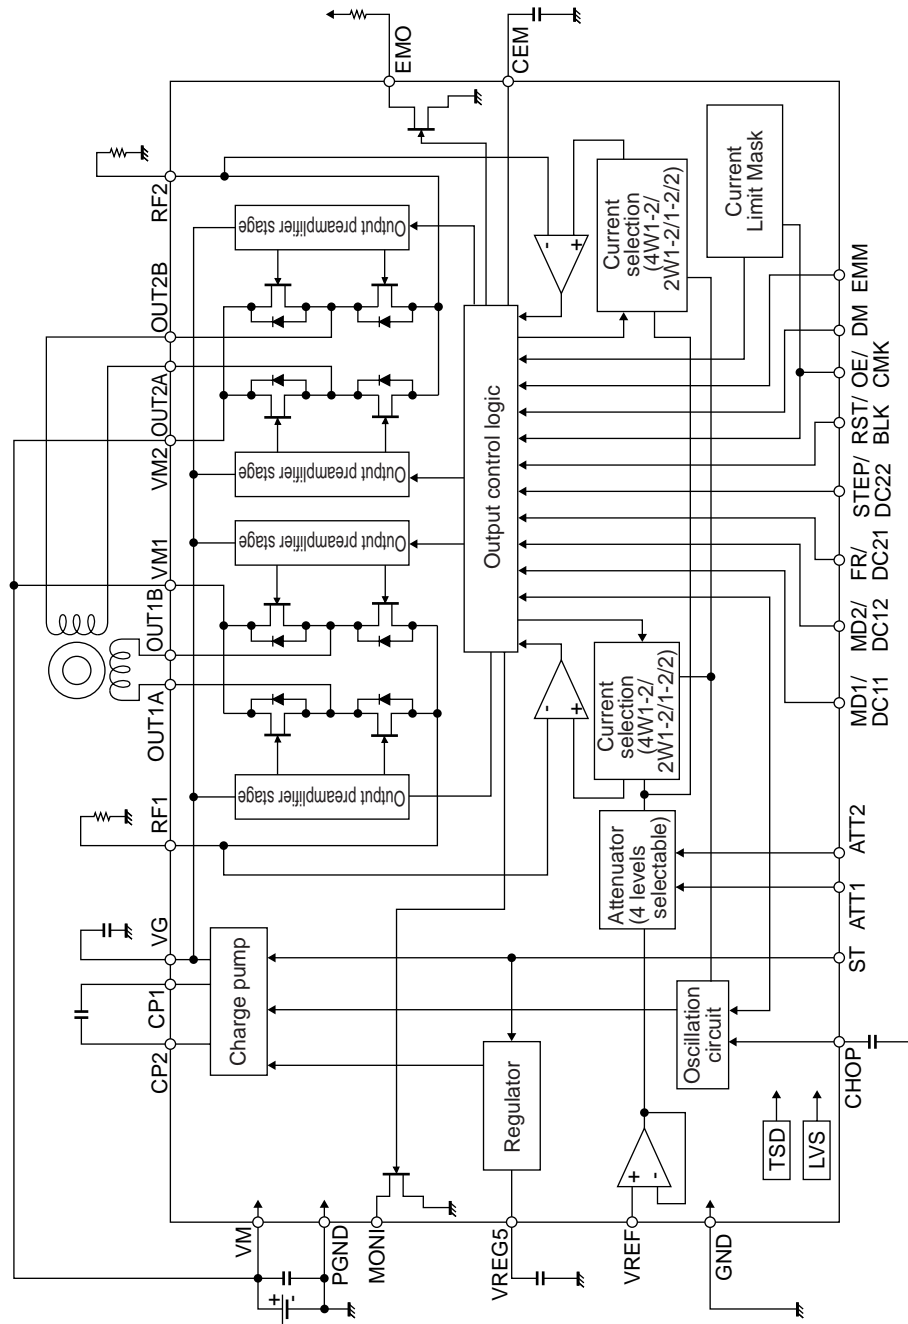 EMO
CEM
RF2
OUT2B
OUT2A
VM2
VM1
OUT1B
OUT1A
RF1
VG
CP1
CP2
Output preamplifier stage
Output preamplifier stage
Output preamplifier stage
Output preamplifier stage
Output control logic
-
+
Current
selection
(4W1-2/
2W1-2/1-2/2)
Current
Limit Mask
-
+
Current
selection
(4W1-2/
2W1-2/1-2/2)
Attenuator
(4 levels
selectable)
Charge pump
Regulator
Oscillation
circuit
+
-
TSD
LVS
EMM
DM
OE/
CMK
RST/
BLK
STEP/
DC22
FR/
DC21
MD2/
DC12
MD1/
DC11
ATT2
ATT1
ST
CHOP
VM
PGND
MONI
VREG5
VREF
GND
+
-